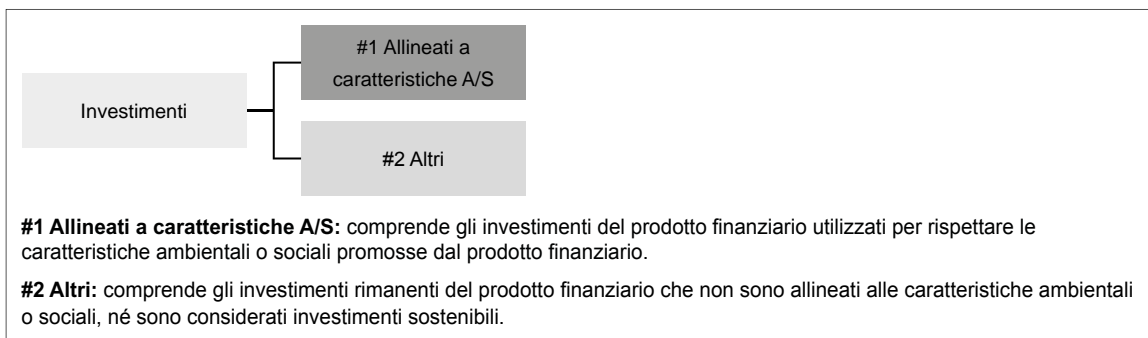 #1 Allineati a
caratteristiche A/S
Investimenti
#2 Altri
#1 Allineati a caratteristiche A/S: comprende gli investimenti del prodotto finanziario utilizzati per rispettare le
caratteristiche ambientali o sociali promosse dal prodotto finanziario.
#2 Altri: comprende gli investimenti rimanenti del prodotto finanziario che non sono allineati alle caratteristiche ambientali
o sociali, né sono considerati investimenti sostenibili.